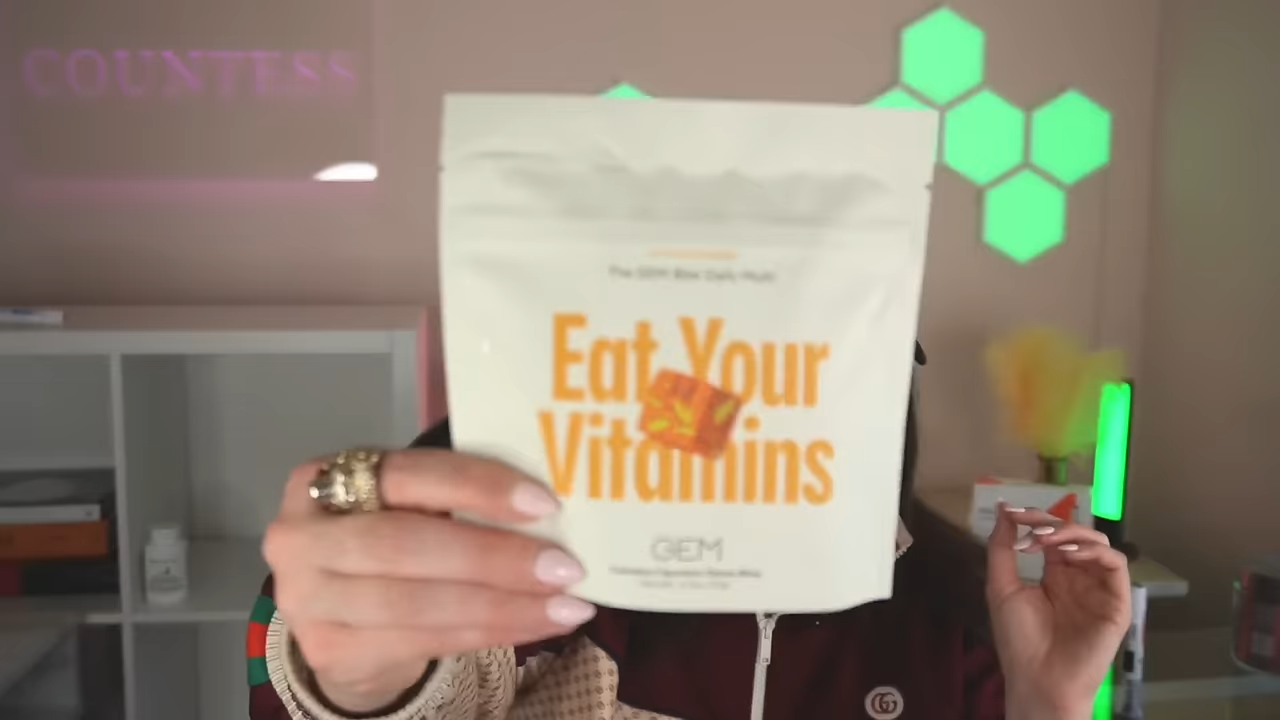 COUNTESS
The GEM Bite Daily Multi
Eat Your
Vitamins
GEM